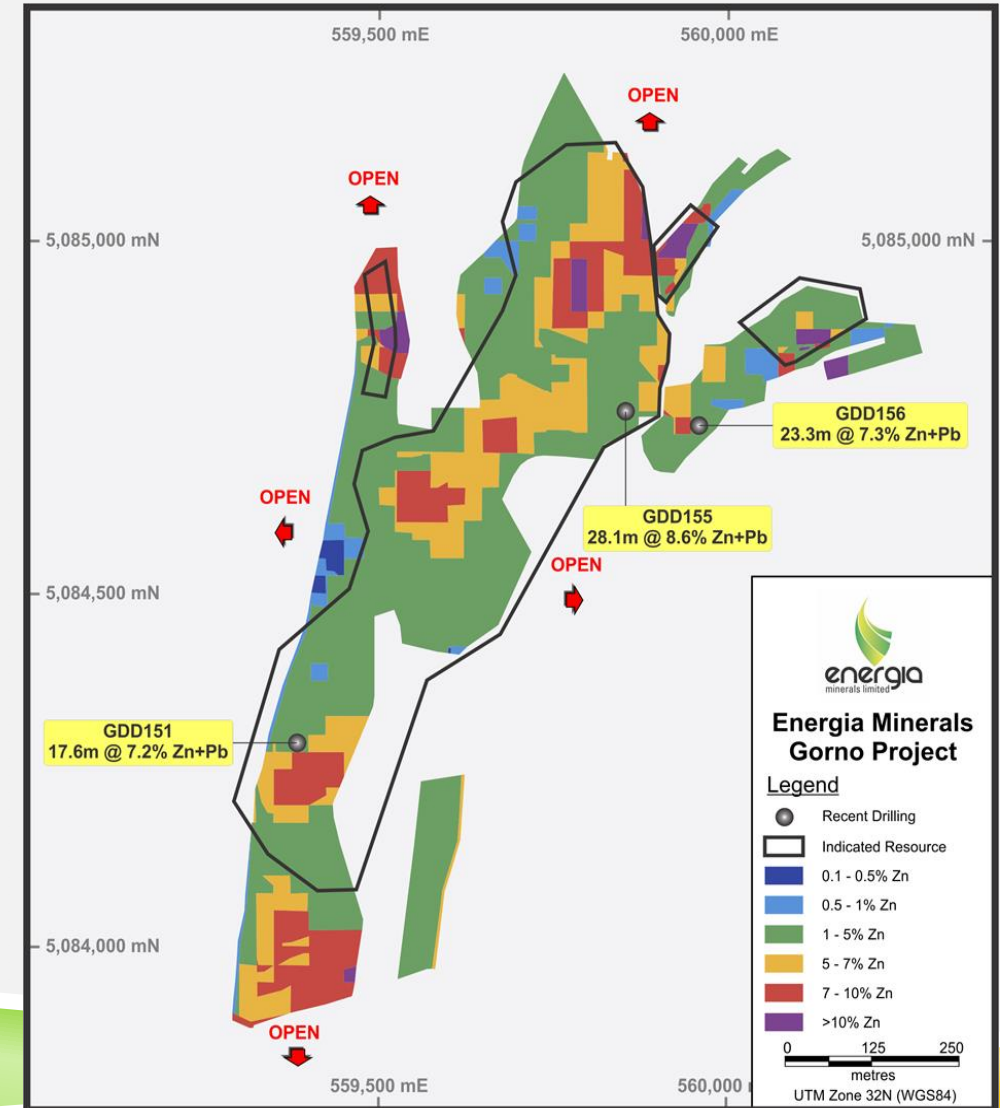 559,500 mE
560,000 mE
OPEN
OPEN
5,085,000 mN
5,085,000 mN
GDD156
23.3m @ 7.3% Zn+Pb
OPEN
GDD155
28.1m @ 8.6% Zn+Pb
OPEN
5,084,500 mN
GDD151
17.6m @ 7.2% Zn+Pb
5,084,000 mN
OPEN
559,500 mE
560,000 m
energia
minerals limited
Energia Minerals
Gorno Project
Legend
Recent Drilling
Indicated Resource
0.1 - 0.5% Zn
0.5 - 1% Zn
1 - 5% Zn
5 - 7% Zn
7 - 10% Zn
>10% Zn
0 125 250
metres
UTM Zone 32N (WGS84)